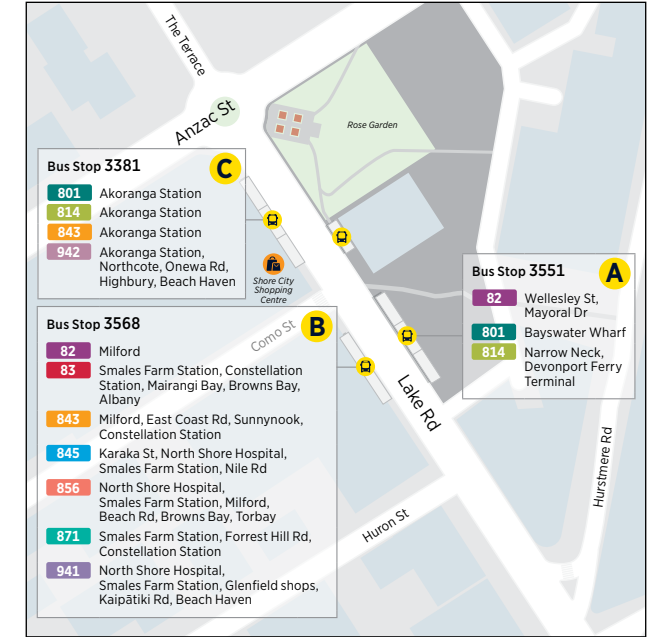 The Terrace
Anzac St
Rose Garden
Bus Stop 3381
C
801 Akoranga Station
814 Akoranga Station
843 Akoranga Station
942 Akoranga Station,
Northcote, Onewa Rd,
Highbury, Beach Haven
Shore City
Shopping
Centre
Bus Stop 3551
A
82 Wellesley St,
Mayoral Dr
801 Bayswater Wharf
814 Narrow Neck,
Devonport Ferry
Terminal
Como St
Bus Stop 3568
B
82 Milford
83 Smales Farm Station, Constellation
Station, Mairangi Bay, Browns Bay,
Albany
843 Milford, East Coast Rd, Sunnynook,
Constellation Station
845 Karaka St, North Shore Hospital,
Smales Farm Station, Nile Rd
856 North Shore Hospital,
Smales Farm Station, Milford,
Beach Rd, Browns Bay, Torbay
871 Smales Farm Station, Forrest Hill Rd,
Constellation Station
941 North Shore Hospital,
Smales Farm Station, Glenfield shops,
Kaipātiki Rd, Beach Haven
Lake Rd
Huron St
Hurstmere Rd